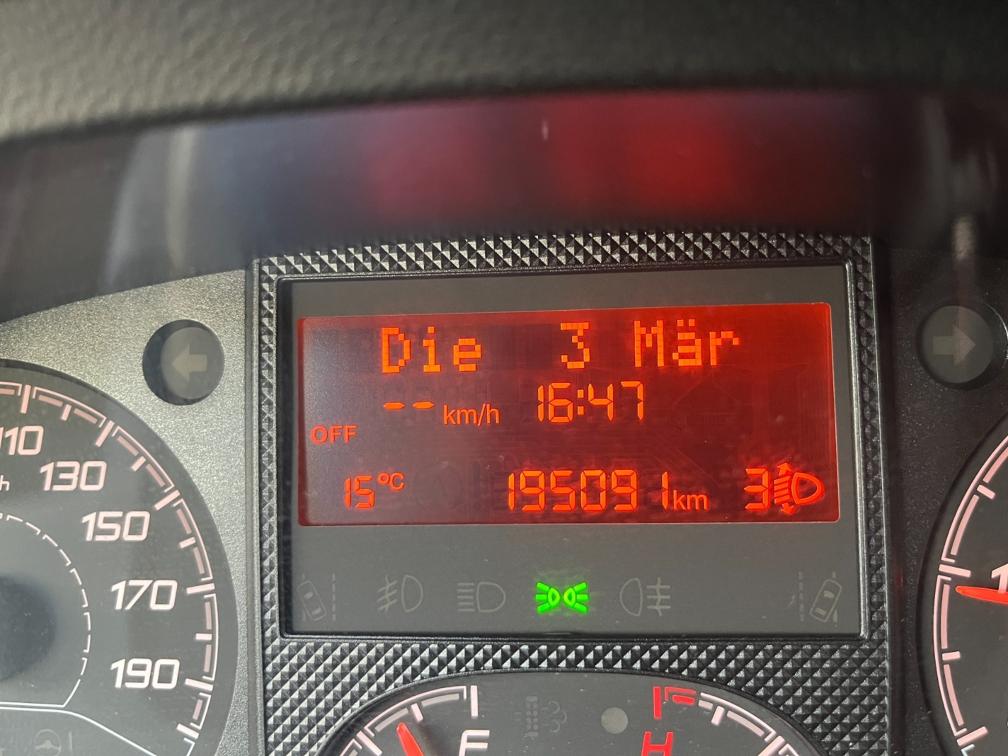 Die 3 Mär
-- km/h 16:47
OFF
15 °C 195091 km 3
110
130
150
170
190
F
H